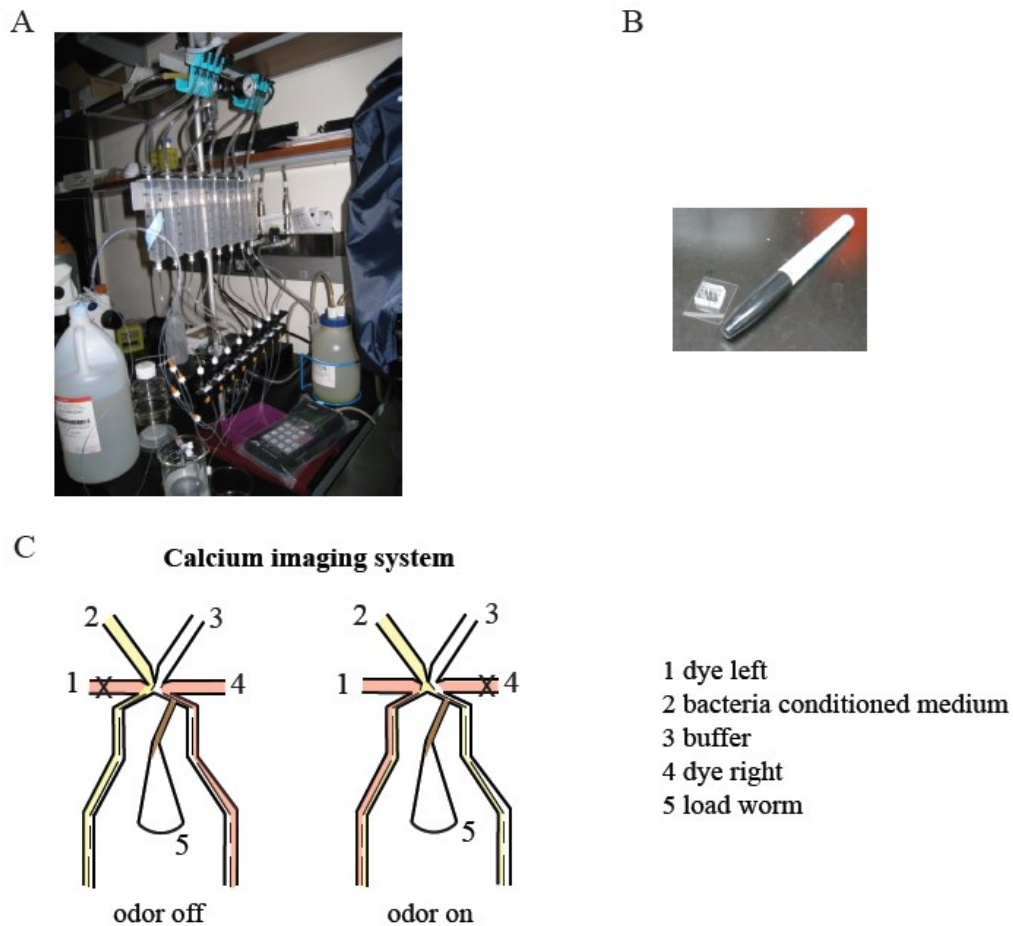 A
B
C
Calcium imaging system
2
3
1
4
5
odor off
2
3
1
4
5
odor on
1 dye left
2 bacteria conditioned medium
3 buffer
4 dye right
5 load worm